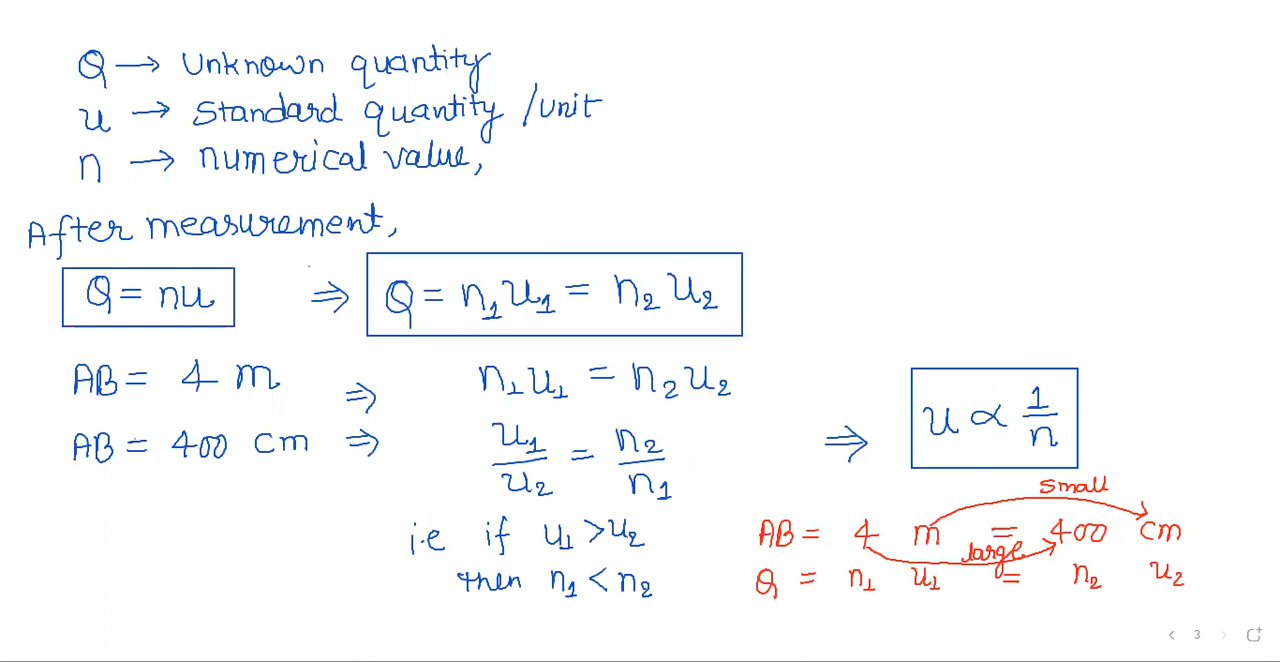 Q → Unknown quantity
u → Standard quantity /unit
n → numerical value,
After measurement,
Q = nu ⇒ Q = n₁u₁ = n₂u₂
AB = 4 m ⇒ n₁u₁ = n₂u₂
AB = 400 cm ⇒ u₁/u₂ = n₂/n₁ ⇒ u ∝ 1/n
i.e if u₁ > u₂
then n₁ < n₂
small
AB = 4 m = 400 cm
large
Q = n₁ u₁ = n₂ u₂
< 3 >